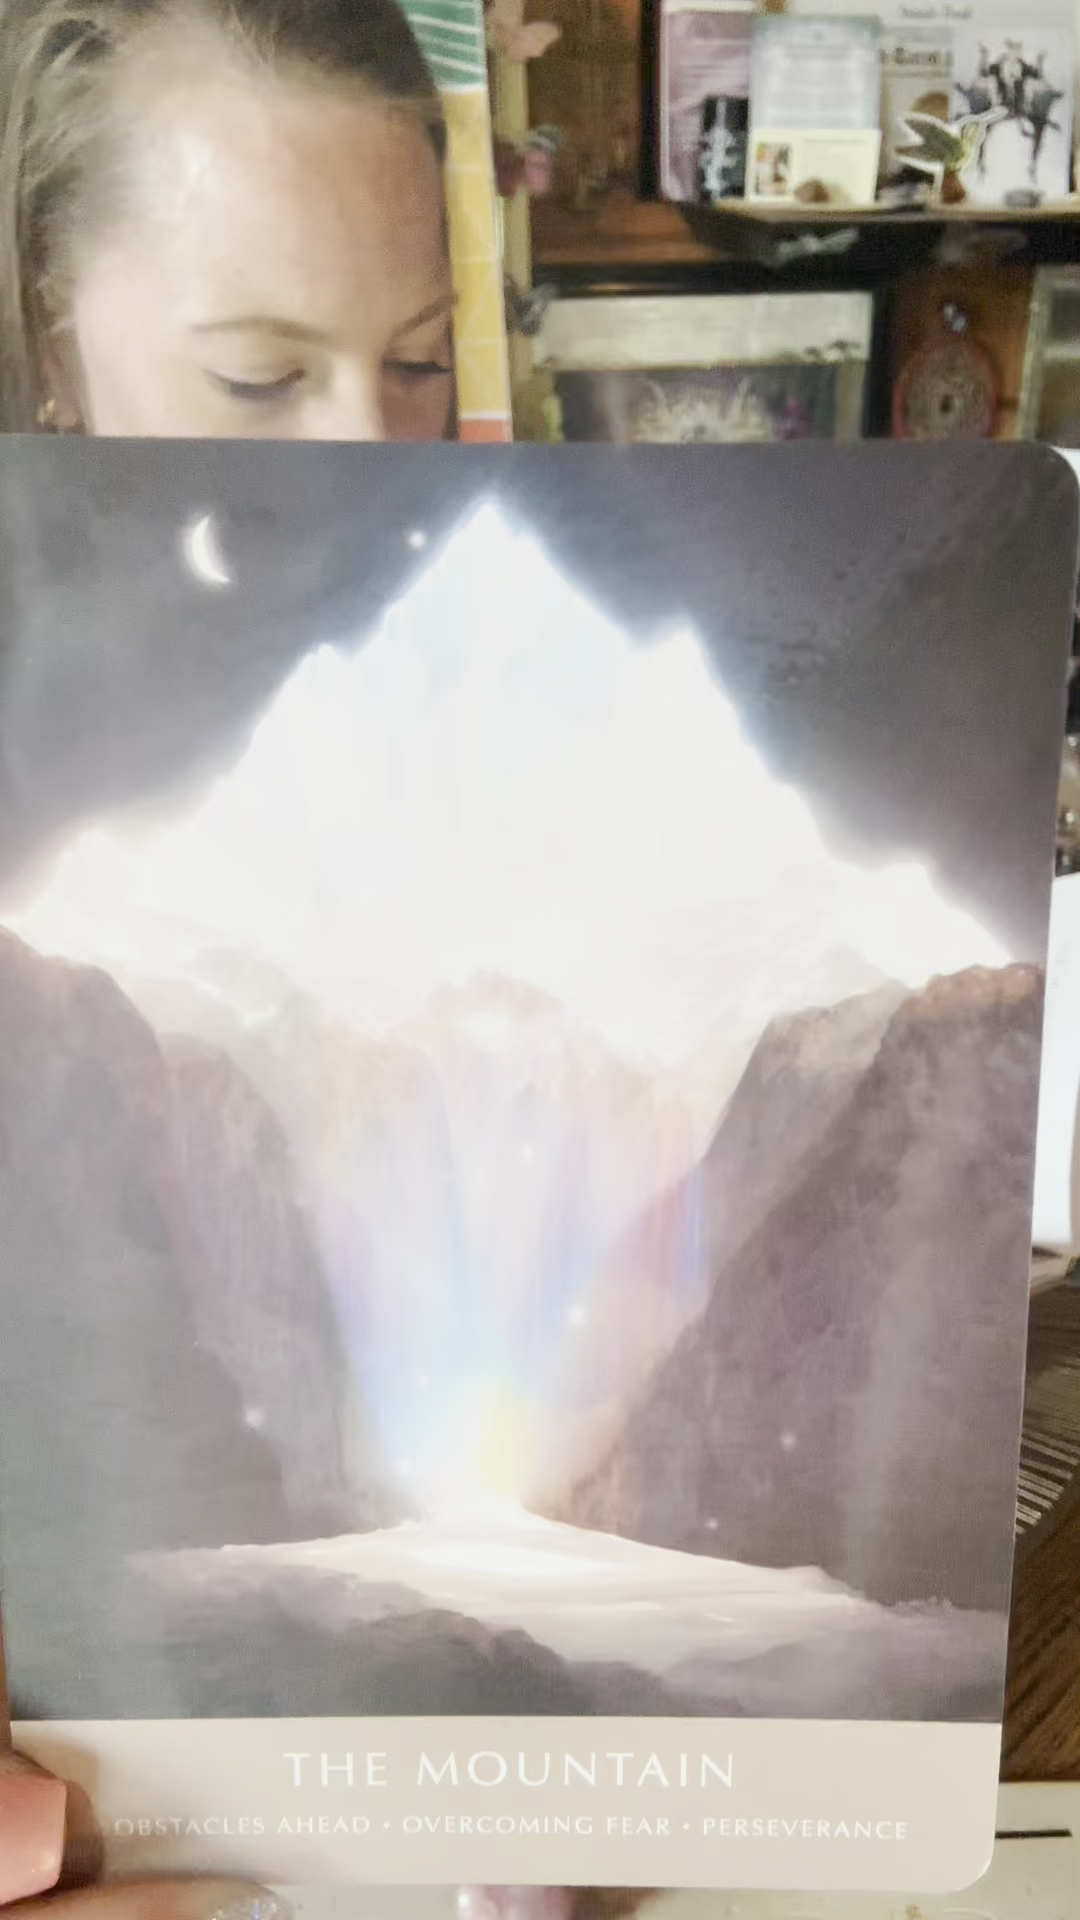 THE MOUNTAIN
OBSTACLES AHEAD • OVERCOMING FEAR • PERSEVERANCE